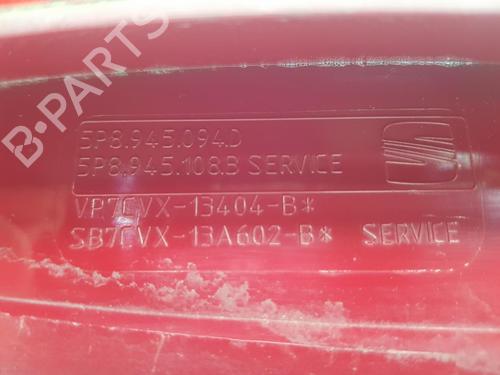 B-PARTS
5P8.945.094.D
5P8.945.108.B SERVICE
VP7CVX-13404-B*
SB7CVX-13A602-B* SERVICE